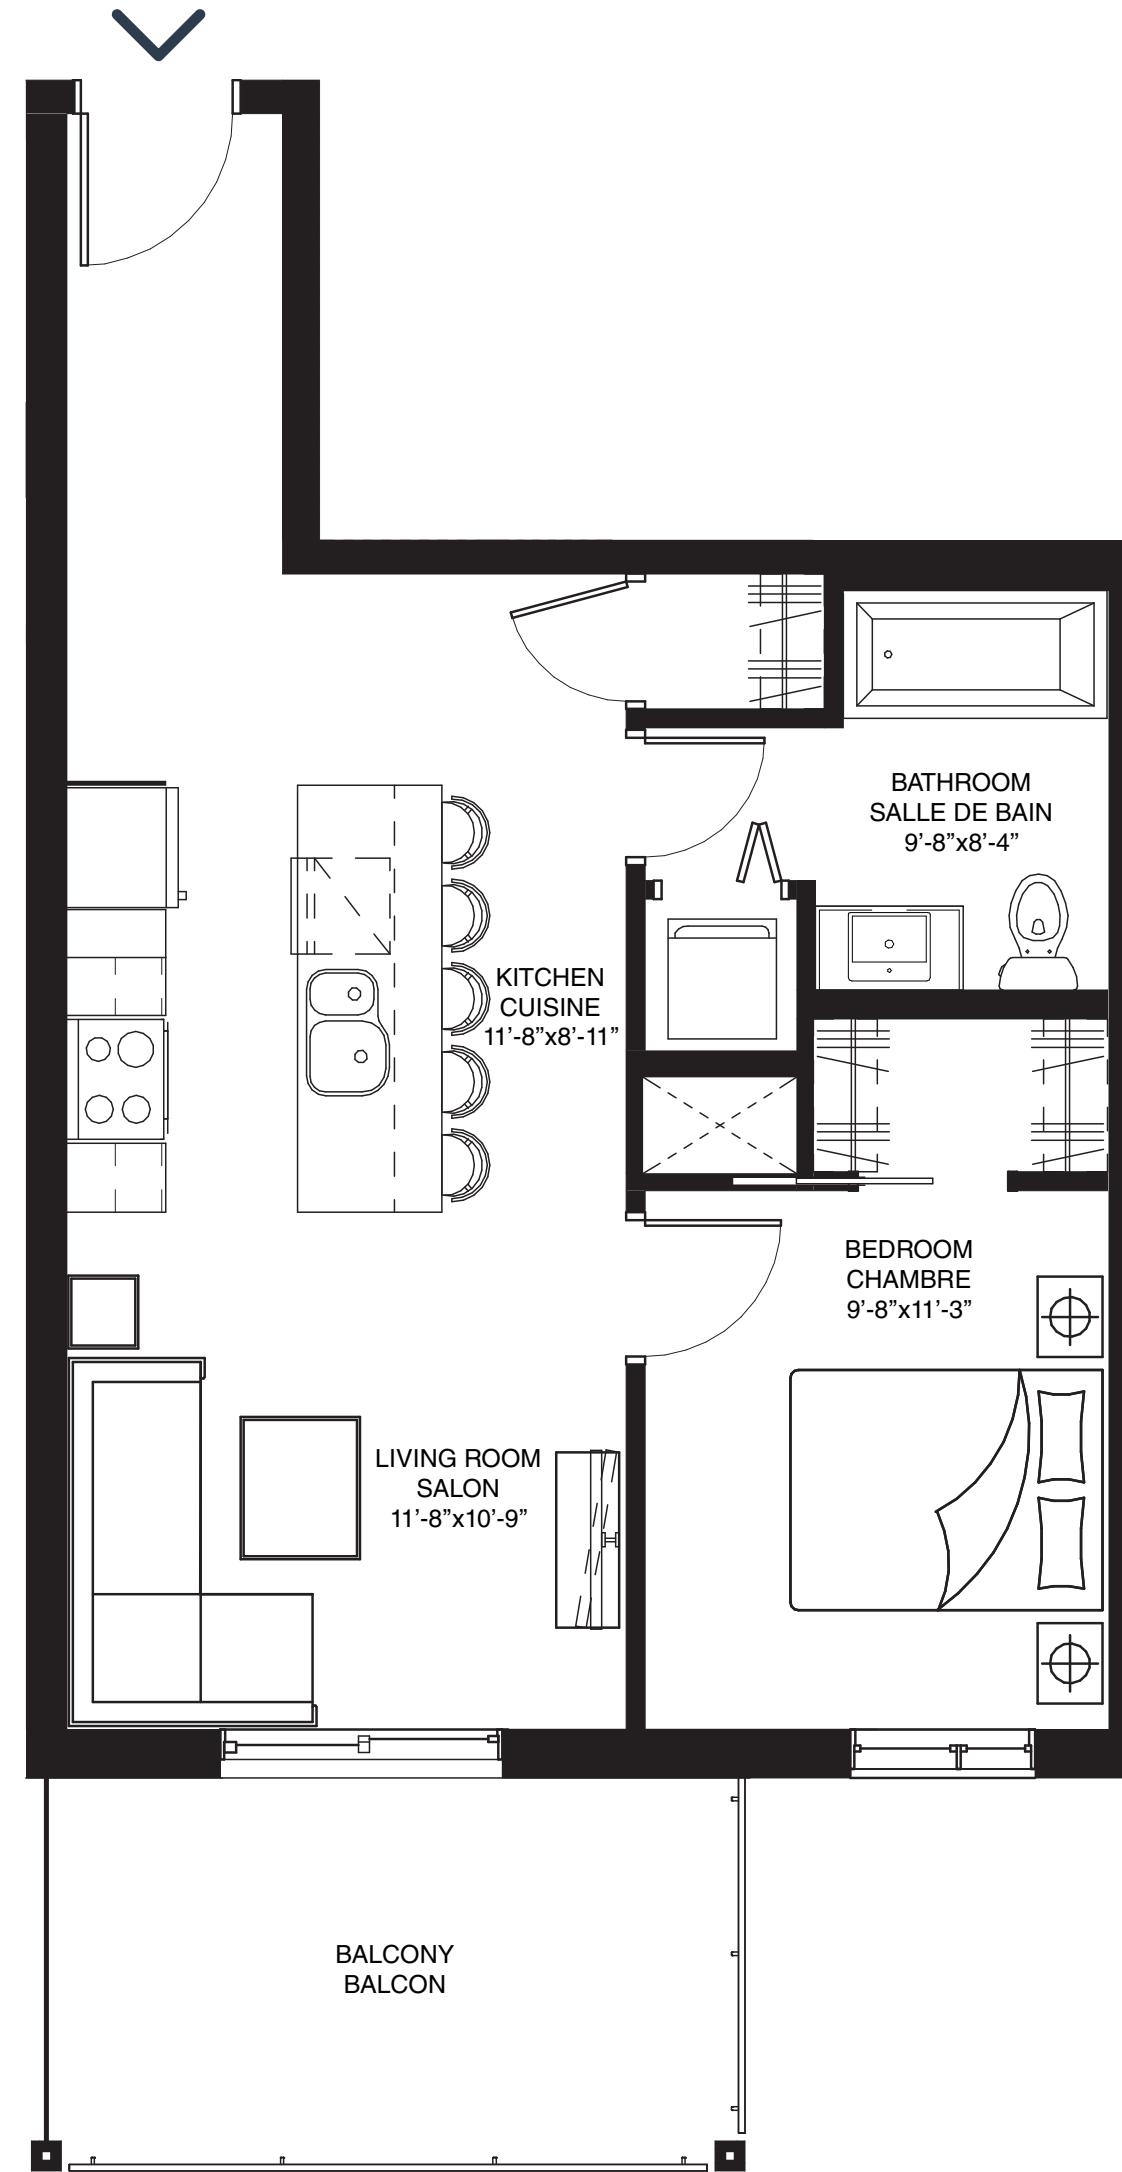 BATHROOM
SALLE DE BAIN
9’-8”x8’-4”
KITCHEN
CUISINE
11’-8”x8’-11”
BEDROOM
CHAMBRE
9’-8”x11’-3”
LIVING ROOM
SALON
11’-8”x10’-9”
BALCONY
BALCON